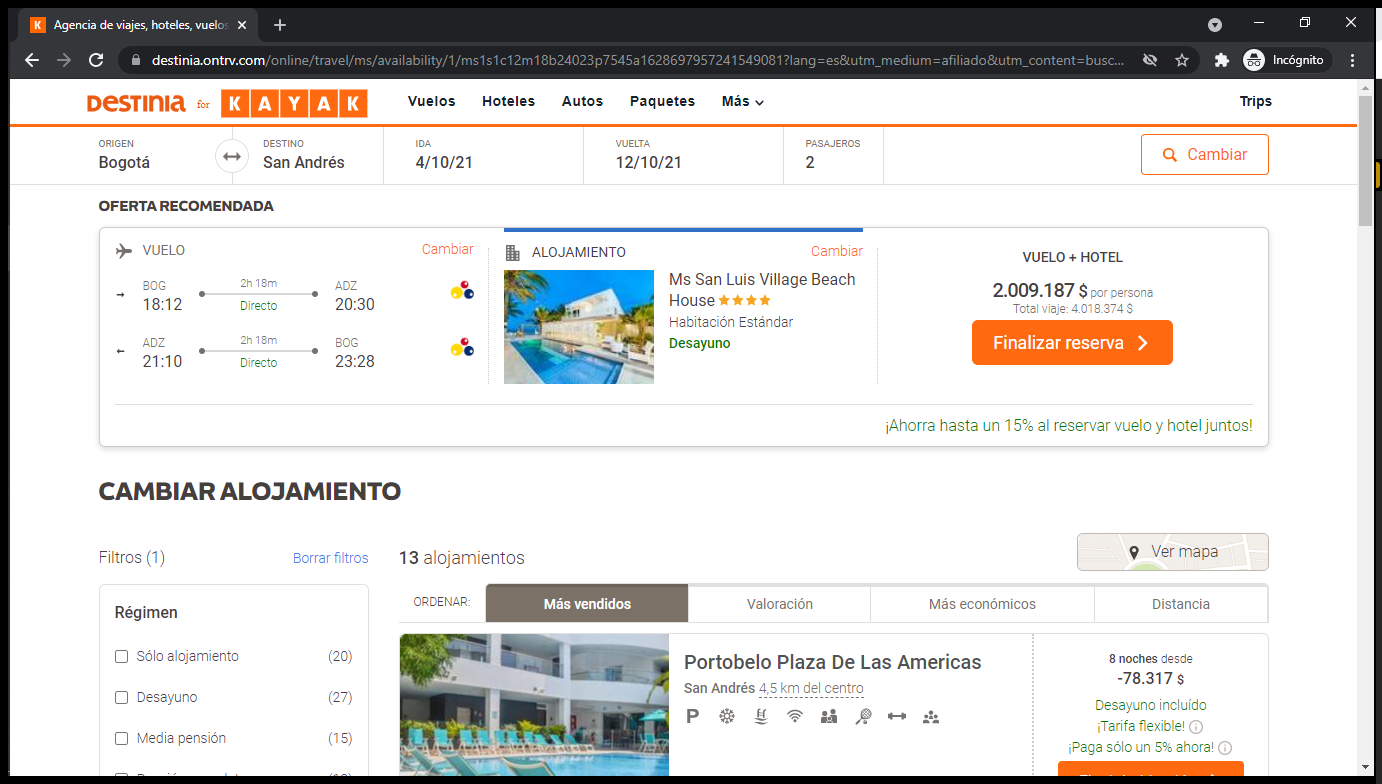 K Agencia de viajes, hoteles, vuelos
destinia.ontrv.com/online/travel/ms/availability/1/ms1s1c12m18b24023p7545a1628697957241549081?lang=es&utm_medium=afiliado&utm_content=busc...
Incógnito
DESTINIA for KAYAK
Vuelos Hoteles Autos Paquetes Más Trips
ORIGEN DESTINO IDA VUELTA PASAJEROS
Bogotá San Andrés 4/10/21 12/10/21 2
Cambiar
OFERTA RECOMENDADA
VUELO Cambiar
BOG 2h 18m ADZ
18:12 Directo 20:30
ADZ 2h 18m BOG
21:10 Directo 23:28
ALOJAMIENTO Cambiar
Ms San Luis Village Beach
House
Habitación Estándar
Desayuno
VUELO + HOTEL
2.009.187 $ por persona
Total viaje: 4.018.374 $
Finalizar reserva
¡Ahorra hasta un 15% al reservar vuelo y hotel juntos!
CAMBIAR ALOJAMIENTO
Filtros (1) Borrar filtros
Régimen
Sólo alojamiento (20)
Desayuno (27)
Media pensión (15)
13 alojamientos
Ver mapa
ORDENAR: Más vendidos Valoración Más económicos Distancia
Portobelo Plaza De Las Americas
San Andrés 4,5 km del centro
P
8 noches desde
-78.317 $
Desayuno incluído
¡Tarifa flexible!
¡Paga sólo un 5% ahora!